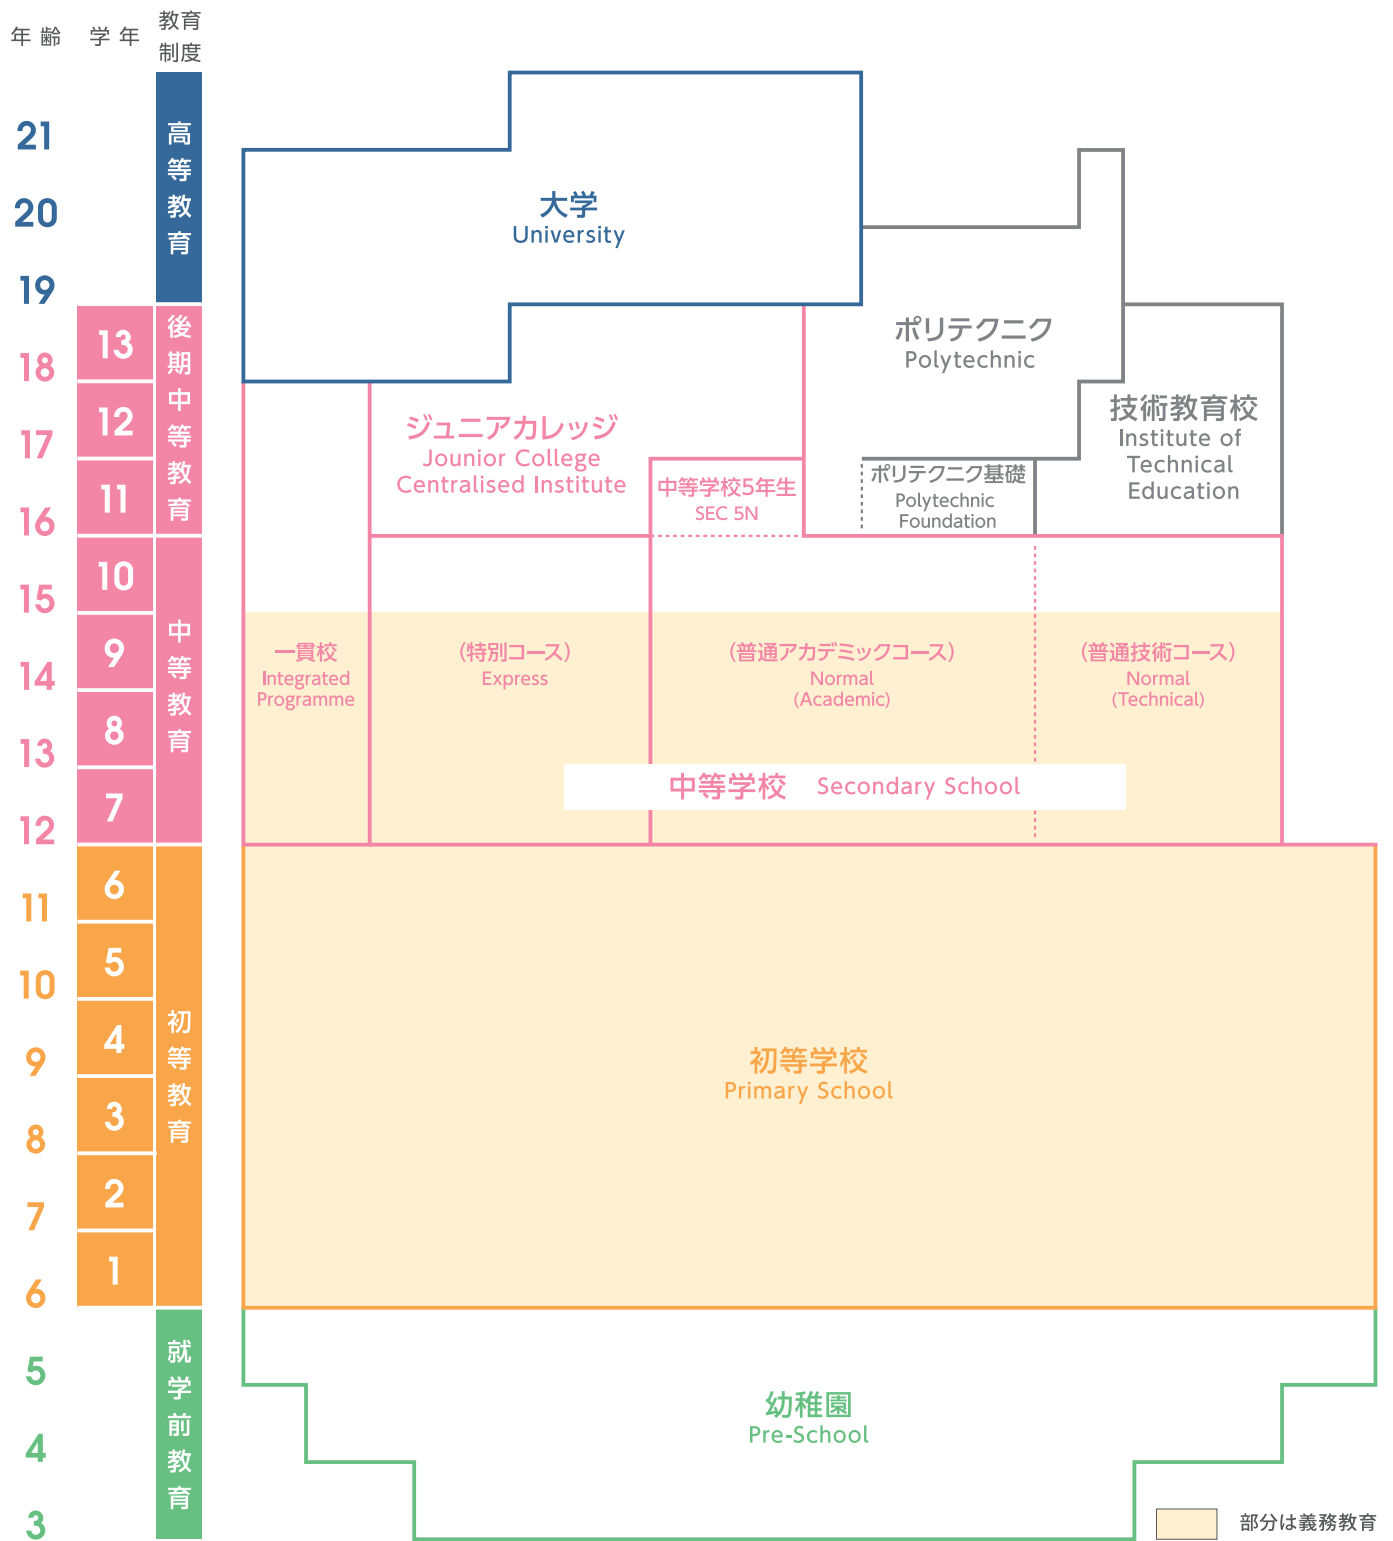 年齢
学年
教育
制度
21
20
19
18
17
16
15
14
13
12
11
10
9
8
7
6
5
4
3
13
12
11
10
9
8
7
6
5
4
3
2
1
高等教育
後期中等教育
中等教育
初等教育
就学前教育
大学
University
ポリテクニク
Polytechnic
技術教育校
Institute of
Technical
Education
ジュニアカレッジ
Jounior College
Centralised Institute
中等学校5年生
SEC 5N
ポリテクニク基礎
Polytechnic
Foundation
一貫校
Integrated
Programme
(特別コース)
Express
(普通アカデミックコース)
Normal
(Academic)
(普通技術コース)
Normal
(Technical)
中等学校 Secondary School
初等学校
Primary School
幼稚園
Pre-School
部分は義務教育